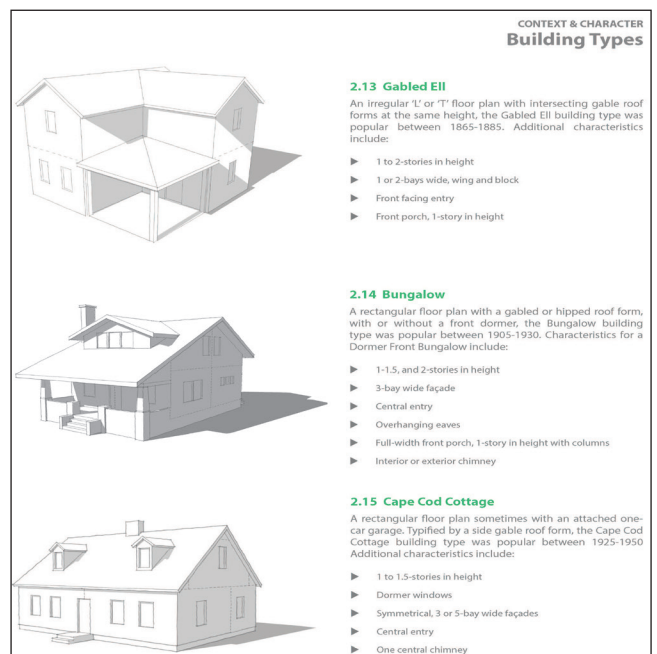 CONTEXT & CHARACTER
Building Types
2.13 Gabled Ell
An irregular ‘L’ or ‘T’ floor plan with intersecting gable roof
forms at the same height, the Gabled Ell building type was
popular between 1865-1885. Additional characteristics
include:
► 1 to 2-stories in height
► 1 or 2-bays wide, wing and block
► Front facing entry
► Front porch, 1-story in height
2.14 Bungalow
A rectangular floor plan with a gabled or hipped roof form,
with or without a front dormer, the Bungalow building
type was popular between 1905-1930. Characteristics for a
Dormer Front Bungalow include:
► 1-1.5, and 2-stories in height
► 3-bay wide façade
► Central entry
► Overhanging eaves
► Full-width front porch, 1-story in height with columns
► Interior or exterior chimney
2.15 Cape Cod Cottage
A rectangular floor plan sometimes with an attached one-
car garage. Typified by a side gable roof form, the Cape Cod
Cottage building type was popular between 1925-1950
Additional characteristics include:
► 1 to 1.5-stories in height
► Dormer windows
► Symmetrical, 3 or 5-bay wide façades
► Central entry
► One central chimney